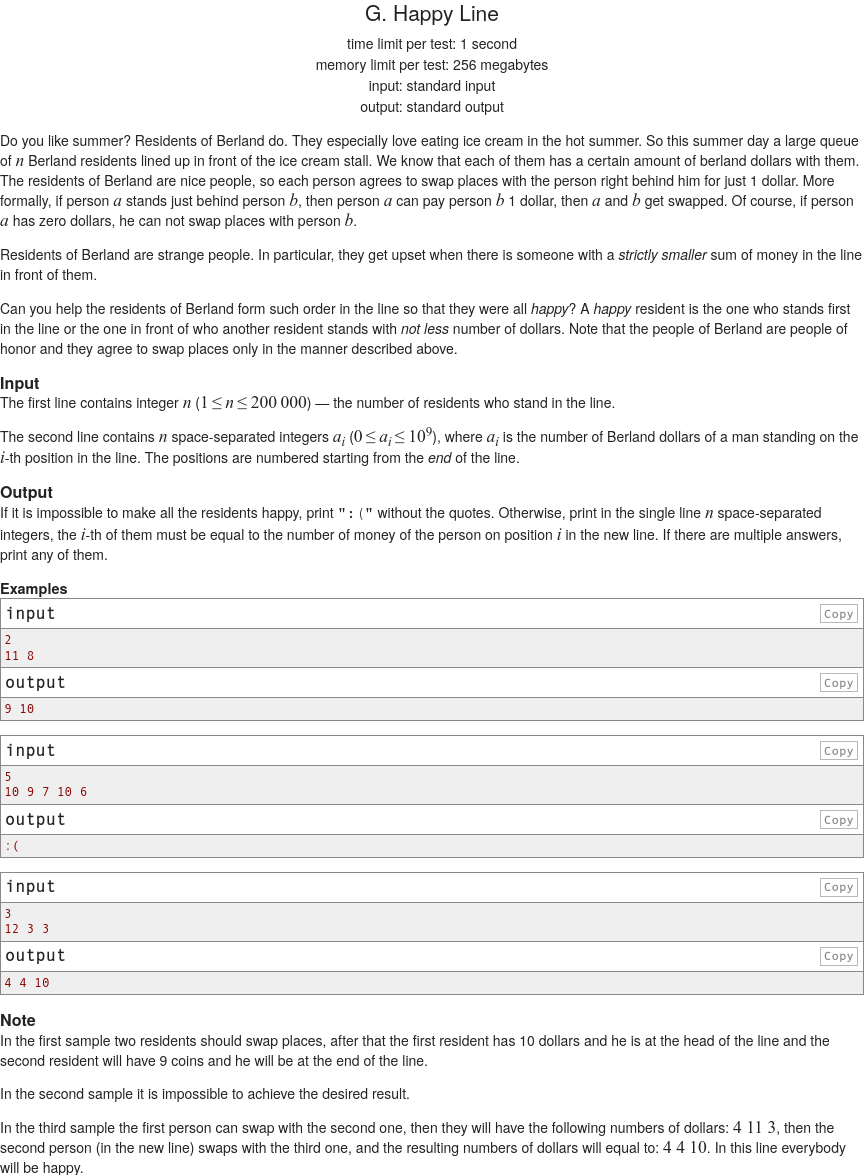 G. Happy Line
time limit per test: 1 second
memory limit per test: 256 megabytes
input: standard input
output: standard output
Do you like summer? Residents of Berland do. They especially love eating ice cream in the hot summer. So this summer day a large queue
of n Berland residents lined up in front of the ice cream stall. We know that each of them has a certain amount of berland dollars with them.
The residents of Berland are nice people, so each person agrees to swap places with the person right behind him for just 1 dollar. More
formally, if person a stands just behind person b, then person a can pay person b 1 dollar, then a and b get swapped. Of course, if person
a has zero dollars, he can not swap places with person b.
Residents of Berland are strange people. In particular, they get upset when there is someone with a strictly smaller sum of money in the line
in front of them.
Can you help the residents of Berland form such order in the line so that they were all happy? A happy resident is the one who stands first
in the line or the one in front of who another resident stands with not less number of dollars. Note that the people of Berland are people of
honor and they agree to swap places only in the manner described above.
Input
The first line contains integer n (1 ≤ n ≤ 200 000) — the number of residents who stand in the line.
The second line contains n space-separated integers a_i (0 ≤ a_i ≤ 10^9), where a_i is the number of Berland dollars of a man standing on the
i-th position in the line. The positions are numbered starting from the end of the line.
Output
If it is impossible to make all the residents happy, print ":(" without the quotes. Otherwise, print in the single line n space-separated
integers, the i-th of them must be equal to the number of money of the person on position i in the new line. If there are multiple answers,
print any of them.
Examples
input Copy
2
11 8
output Copy
9 10
input Copy
5
10 9 7 10 6
output Copy
:(
input Copy
3
12 3 3
output Copy
4 4 10
Note
In the first sample two residents should swap places, after that the first resident has 10 dollars and he is at the head of the line and the
second resident will have 9 coins and he will be at the end of the line.
In the second sample it is impossible to achieve the desired result.
In the third sample the first person can swap with the second one, then they will have the following numbers of dollars: 4 11 3, then the
second person (in the new line) swaps with the third one, and the resulting numbers of dollars will equal to: 4 4 10. In this line everybody
will be happy.